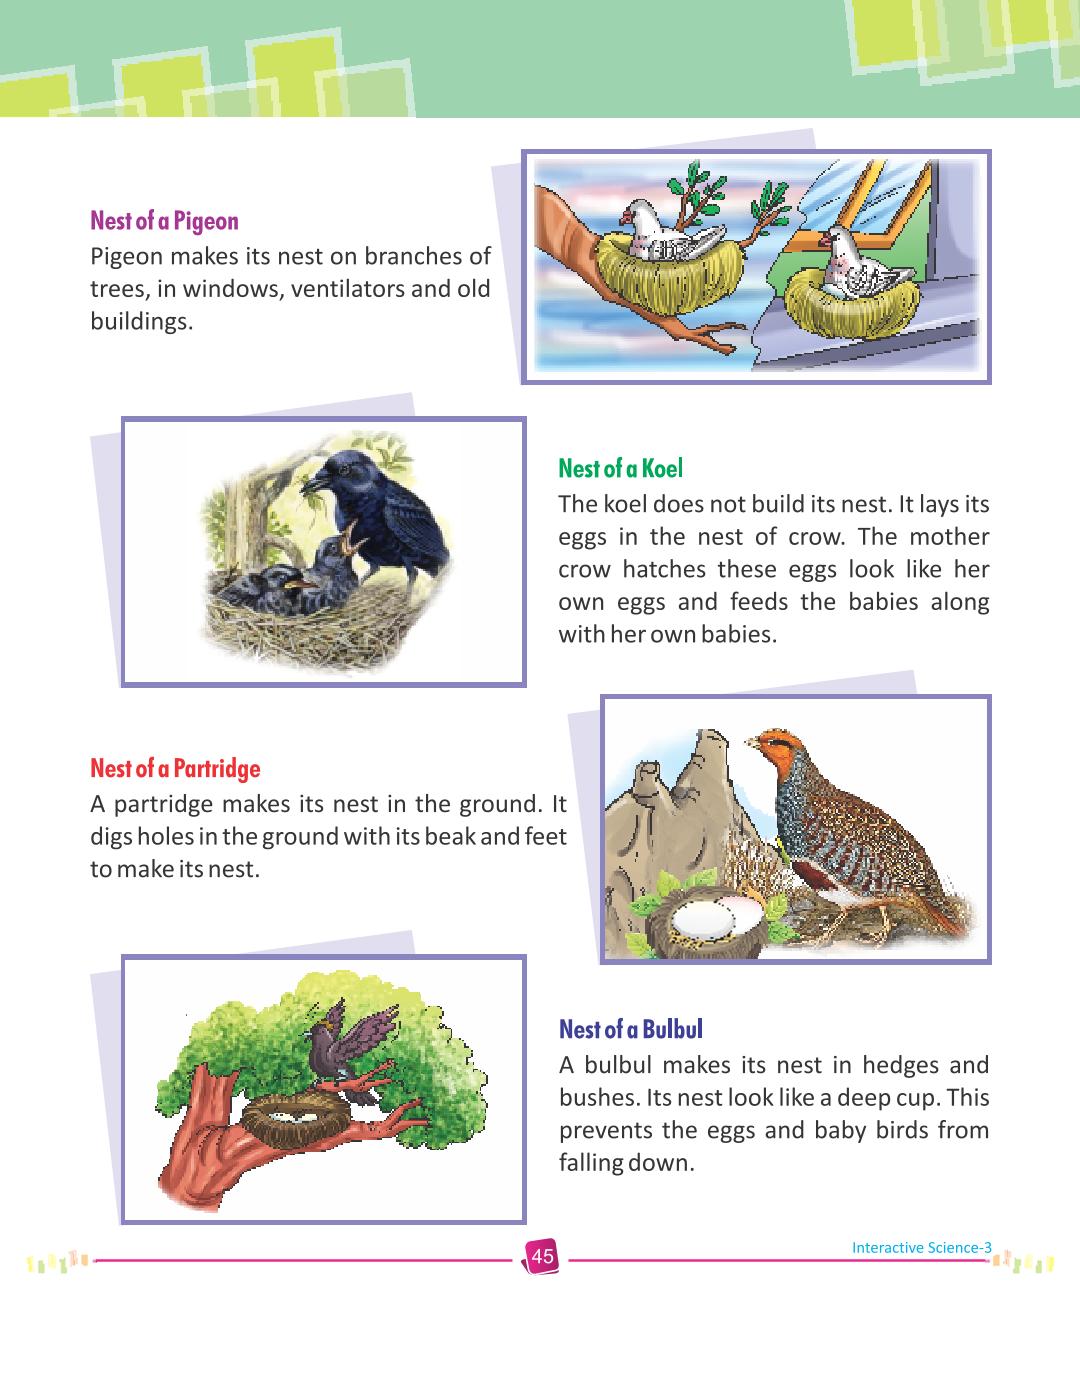 Nest of a Pigeon
Pigeon makes its nest on branches of
trees, in windows, ventilators and old
buildings.
Nest of a Koel
The koel does not build its nest. It lays its
eggs in the nest of crow. The mother
crow hatches these eggs look like her
own eggs and feeds the babies along
with her own babies.
Nest of a Partridge
A partridge makes its nest in the ground. It
digs holes in the ground with its beak and feet
to make its nest.
Nest of a Bulbul
A bulbul makes its nest in hedges and
bushes. Its nest look like a deep cup. This
prevents the eggs and baby birds from
falling down.
Interactive Science-3
45